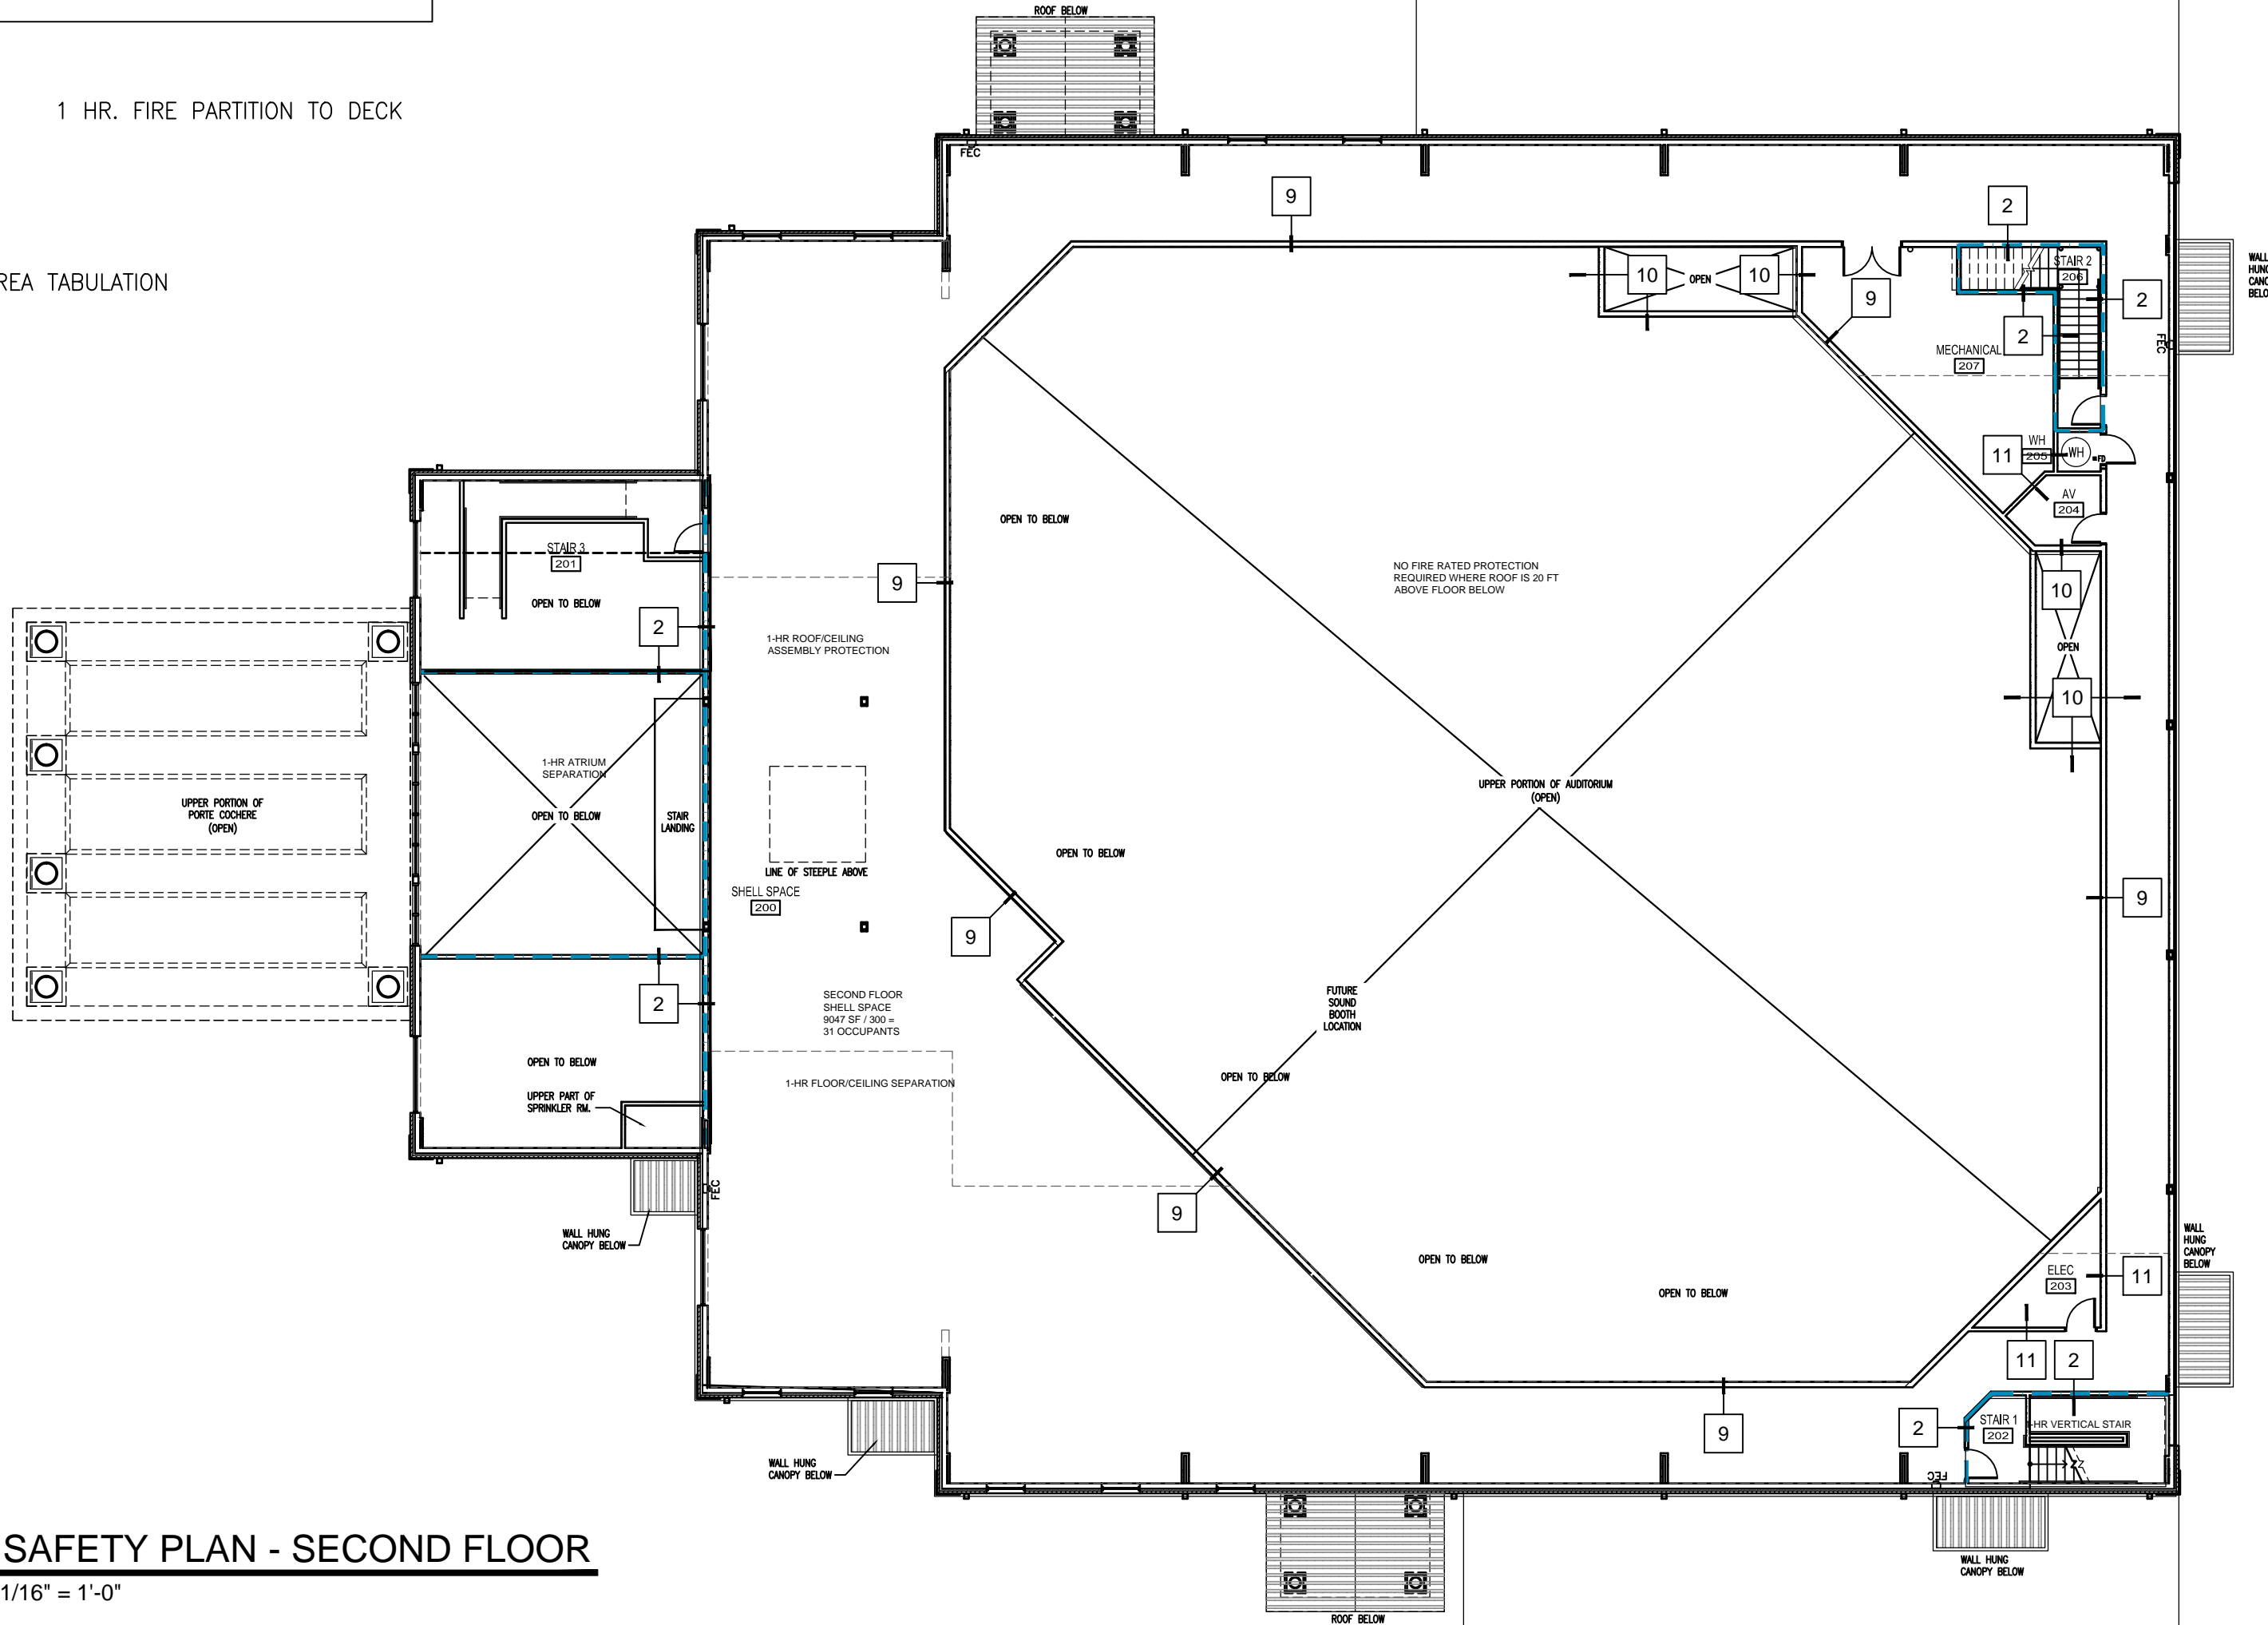 ROOF BELOW
1 HR. FIRE PARTITION TO DECK
FEC
9
2
REA TABULATION
10
OPEN
10
9
STAIR 2
206
2
2
WALL
HUNG
FEC
MECHANICAL
207
11
WH
205
WH
FD
AV
204
OPEN TO BELOW
STAIR 3
201
OPEN TO BELOW
9
NO FIRE RATED PROTECTION
REQUIRED WHERE ROOF IS 20 FT
ABOVE FLOOR BELOW
10
OPEN
10
2
1-HR ROOF/CEILING
ASSEMBLY PROTECTION
1-HR ATRIUM
SEPARATION
OPEN TO BELOW
STAIR
LANDING
UPPER PORTION OF
PORTE COCHERE
(OPEN)
UPPER PORTION OF AUDITORIUM
(OPEN)
LINE OF STEEPLE ABOVE
OPEN TO BELOW
SHELL SPACE
200
9
9
2
SECOND FLOOR
SHELL SPACE
9047 SF / 300 =
31 OCCUPANTS
FUTURE
SOUND
BOOTH
LOCATION
OPEN TO BELOW
OPEN TO BELOW
1-HR FLOOR/CEILING SEPARATION
UPPER PART OF
SPRINKLER RM.
FEC
9
WALL HUNG
CANOPY BELOW
WALL
HUNG
CANOPY
BELOW
OPEN TO BELOW
OPEN TO BELOW
ELEC
203
11
11
2
9
2
STAIR 1
202
-HR VERTICAL STAIR
FEC
WALL HUNG
CANOPY BELOW
WALL HUNG
CANOPY BELOW
ROOF BELOW
SAFETY PLAN - SECOND FLOOR
1/16" = 1'-0"